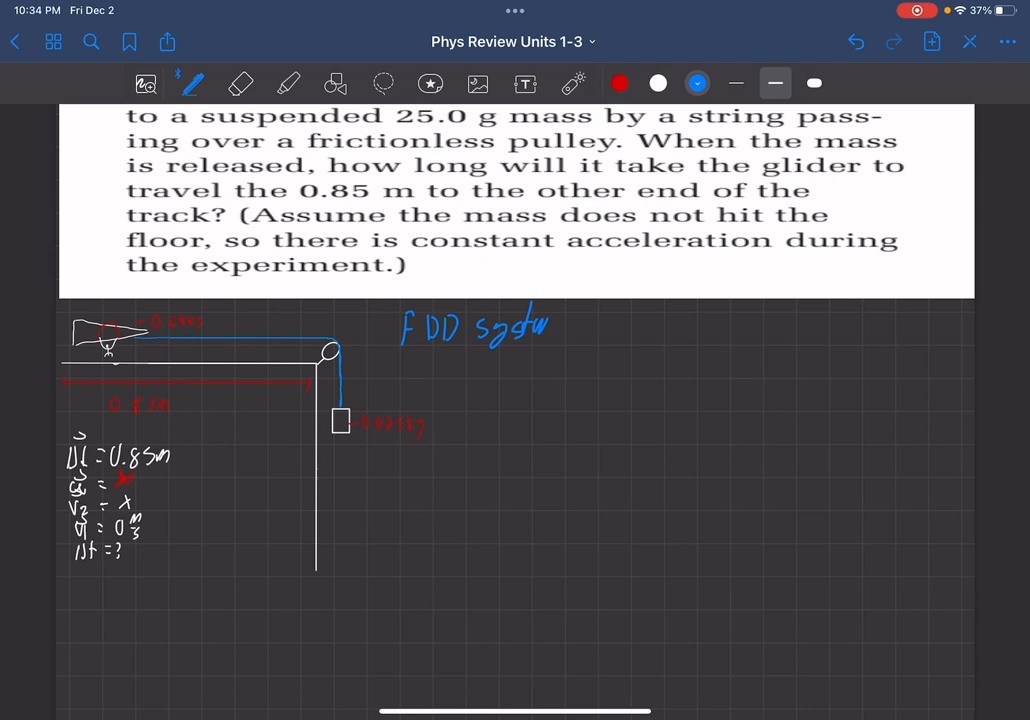 10:34 PM Fri Dec 2
37%
Phys Review Units 1-3
to a suspended 25.0 g mass by a string pass-
ing over a frictionless pulley. When the mass
is released, how long will it take the glider to
travel the 0.85 m to the other end of the
track? (Assume the mass does not hit the
floor, so there is constant acceleration during
the experiment.)
FDD system
0.85m
0.025kg
Δd = 0.85m
V₂ = x
V₁ = 0 m/s
Δt = ?